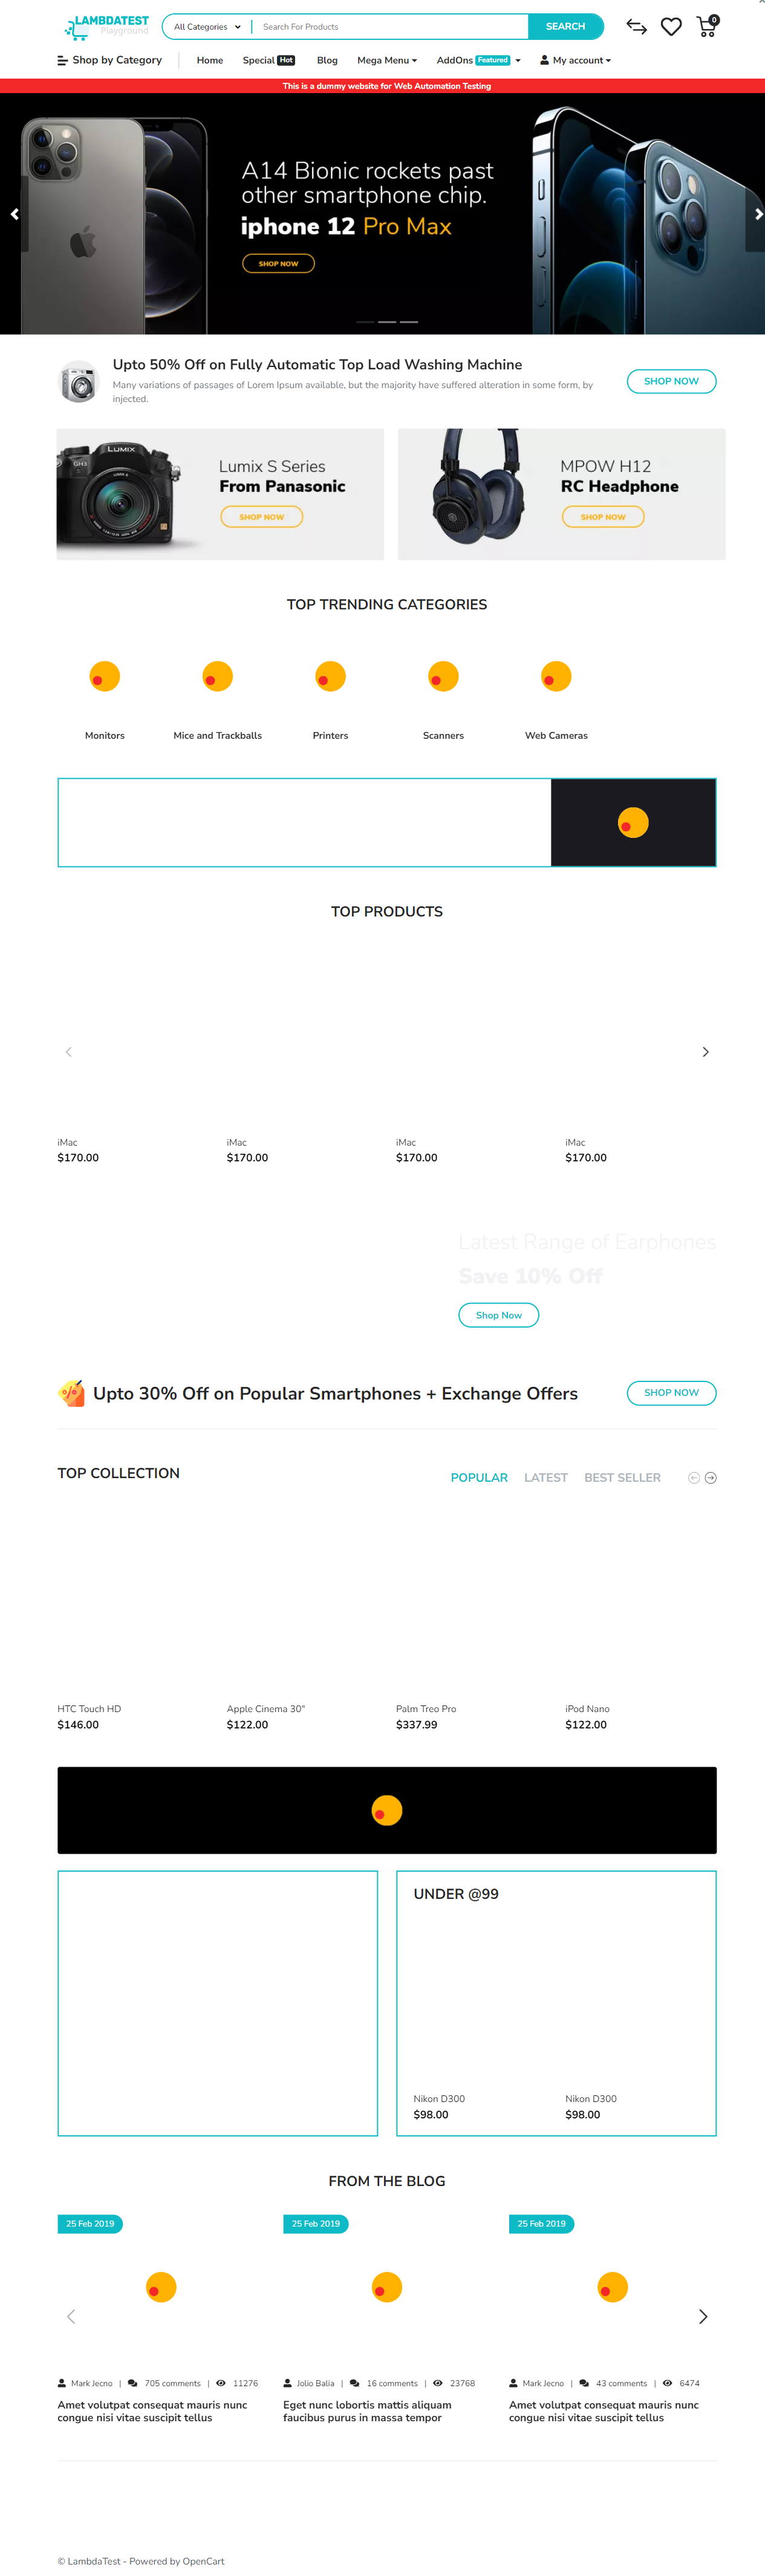 LAMBDATEST
Playground
All Categories
Search For Products
SEARCH
0
Shop by Category
Home
Special Hot
Blog
Mega Menu
AddOns Featured
My account
This is a dummy website for Web Automation Testing
A14 Bionic rockets past
other smartphone chip.
iphone 12 Pro Max
SHOP NOW
Upto 50% Off on Fully Automatic Top Load Washing Machine
Many variations of passages of Lorem Ipsum available, but the majority have suffered alteration in some form, by
injected.
SHOP NOW
LUMIX
GH3
Lumix S Series
From Panasonic
SHOP NOW
MPOW H12
RC Headphone
SHOP NOW
TOP TRENDING CATEGORIES
Monitors
Mice and Trackballs
Printers
Scanners
Web Cameras
TOP PRODUCTS
iMac
$170.00
iMac
$170.00
iMac
$170.00
iMac
$170.00
Latest Range of Earphones
Save 10% Off
Shop Now
Upto 30% Off on Popular Smartphones + Exchange Offers
SHOP NOW
TOP COLLECTION
POPULAR
LATEST
BEST SELLER
HTC Touch HD
$146.00
Apple Cinema 30"
$122.00
Palm Treo Pro
$337.99
iPod Nano
$122.00
UNDER @99
Nikon D300
$98.00
Nikon D300
$98.00
FROM THE BLOG
25 Feb 2019
25 Feb 2019
25 Feb 2019
Mark Jecno | 705 comments | 11276
Amet volutpat consequat mauris nunc
congue nisi vitae suscipit tellus
Jolio Balia | 16 comments | 23768
Eget nunc lobortis mattis aliquam
faucibus purus in massa tempor
Mark Jecno | 43 comments | 6474
Amet volutpat consequat mauris nunc
congue nisi vitae suscipit tellus
© LambdaTest - Powered by OpenCart